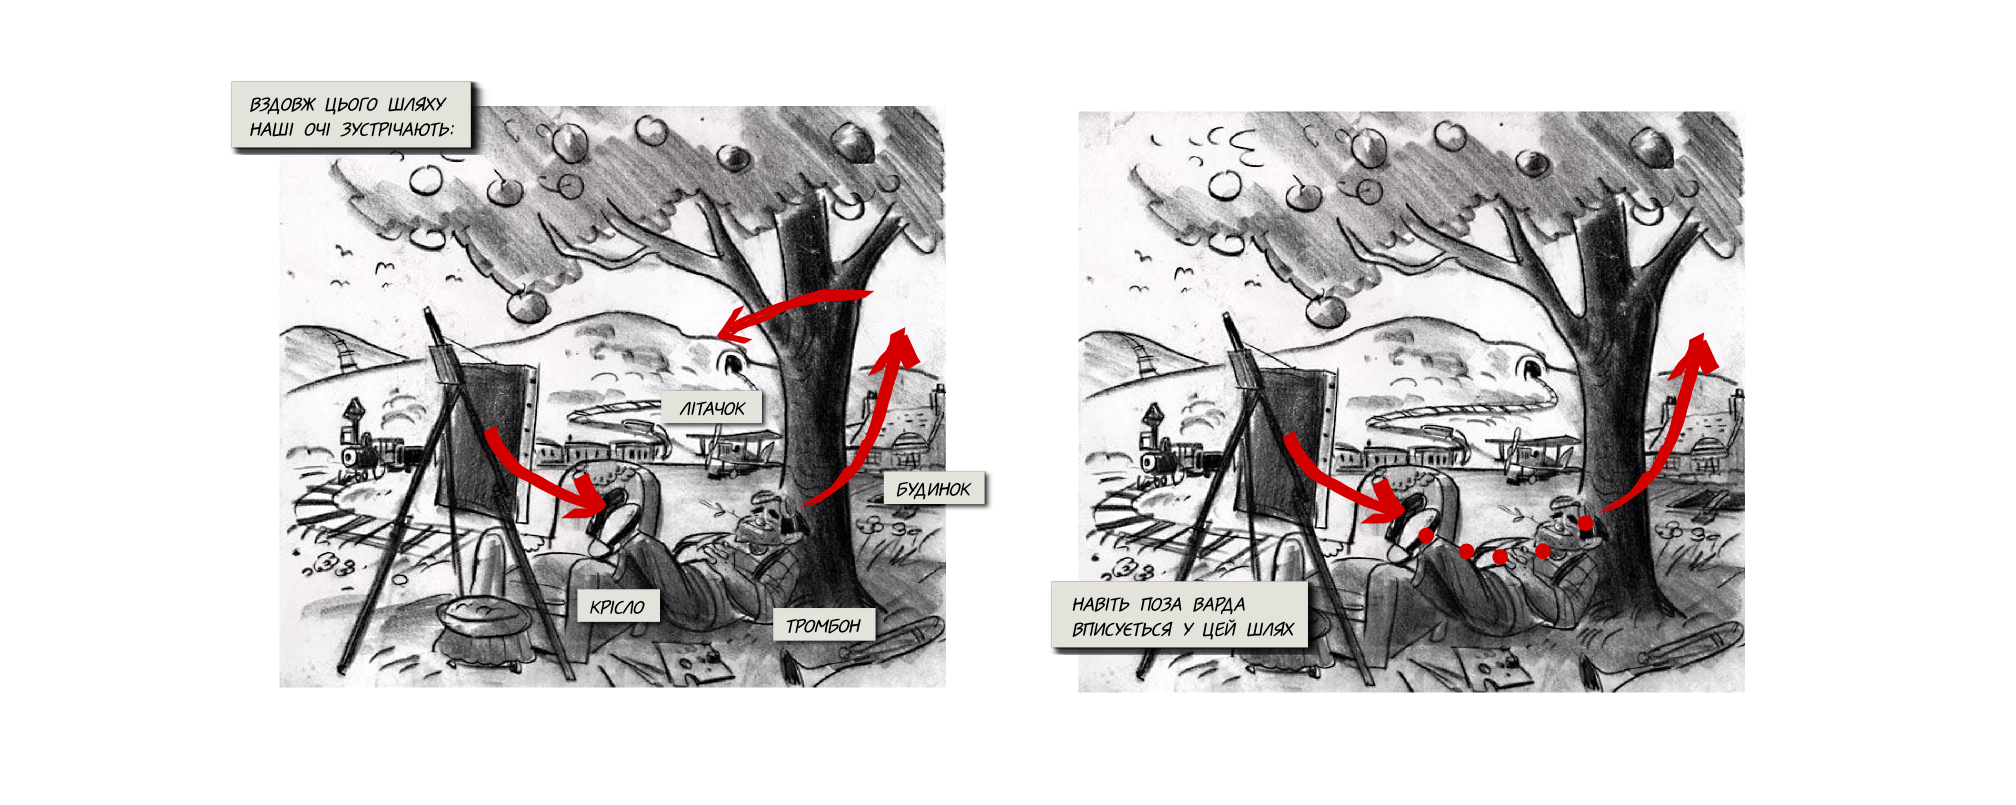 ВЗДОВЖ ЦЬОГО ШЛЯХУ
НАШІ ОЧІ ЗУСТРІЧАЮТЬ:
ЛІТАЧОК
БУДИНОК
КРІСЛО
ТРОМБОН
НАВІТЬ ПОЗА ВАРДА
ВПИСУЄТЬСЯ У ЦЕЙ ШЛЯХ